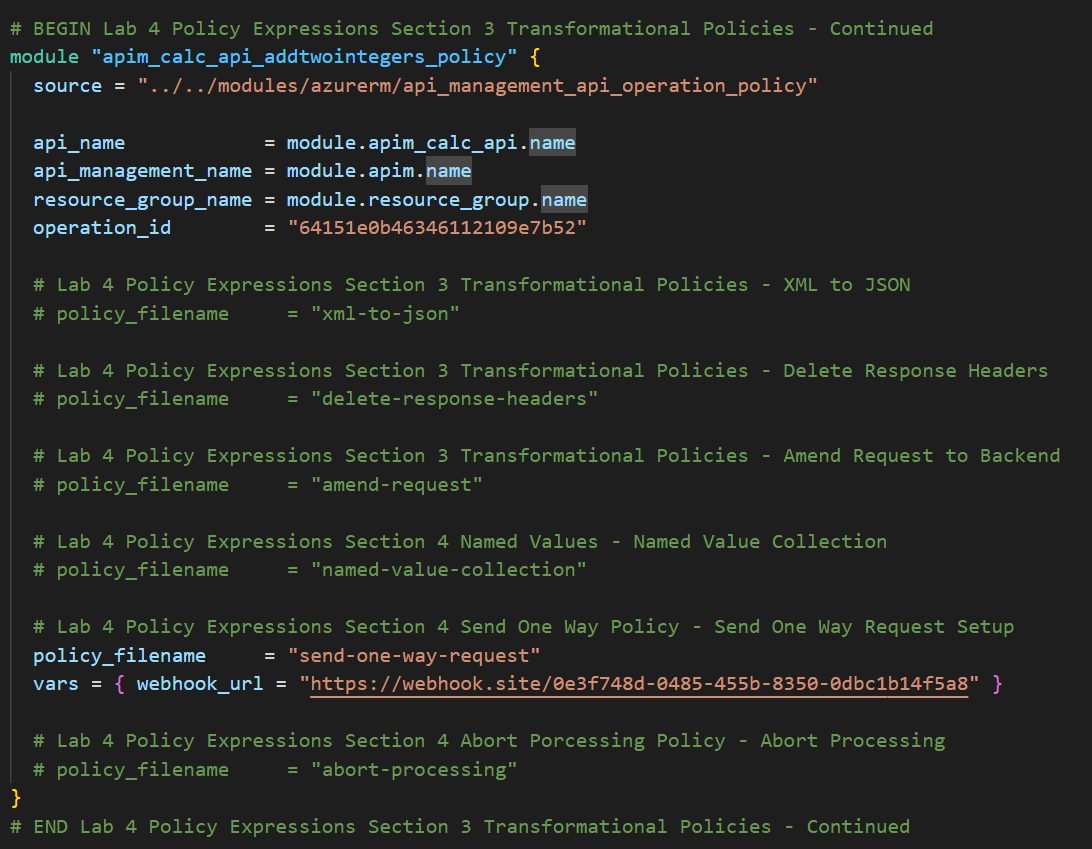 # BEGIN Lab 4 Policy Expressions Section 3 Transformational Policies - Continued
module "apim_calc_api_addtwointegers_policy" {
  source = "../../modules/azurerm/api_management_api_operation_policy"

  api_name            = module.apim_calc_api.name
  api_management_name = module.apim.name
  resource_group_name = module.resource_group.name
  operation_id        = "64151e0b46346112109e7b52"

  # Lab 4 Policy Expressions Section 3 Transformational Policies - XML to JSON
  # policy_filename     = "xml-to-json"

  # Lab 4 Policy Expressions Section 3 Transformational Policies - Delete Response Headers
  # policy_filename     = "delete-response-headers"

  # Lab 4 Policy Expressions Section 3 Transformational Policies - Amend Request to Backend
  # policy_filename     = "amend-request"

  # Lab 4 Policy Expressions Section 4 Named Values - Named Value Collection
  # policy_filename     = "named-value-collection"

  # Lab 4 Policy Expressions Section 4 Send One Way Policy - Send One Way Request Setup
  policy_filename     = "send-one-way-request"
  vars = { webhook_url = "https://webhook.site/0e3f748d-0485-455b-8350-0dbc1b14f5a8" }

  # Lab 4 Policy Expressions Section 4 Abort Porcessing Policy - Abort Processing
  # policy_filename     = "abort-processing"
}
# END Lab 4 Policy Expressions Section 3 Transformational Policies - Continued